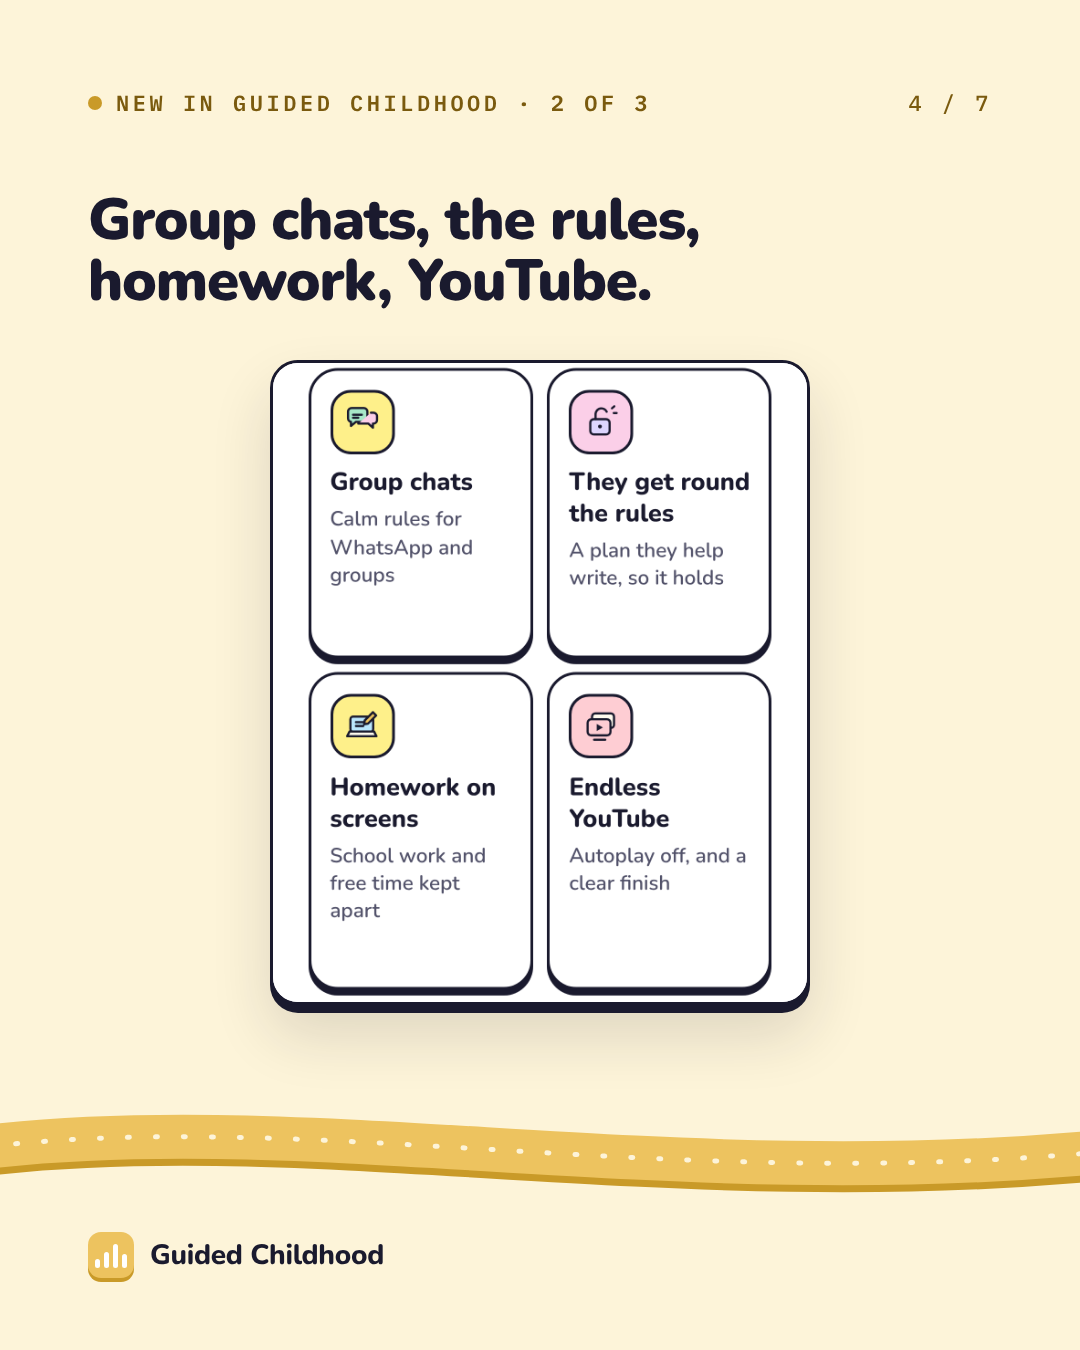 NEW IN GUIDED CHILDHOOD · 2 OF 3
4 / 7
Group chats, the rules,
homework, YouTube.
Group chats
Calm rules for
WhatsApp and
groups
They get round
the rules
A plan they help
write, so it holds
Homework on
screens
School work and
free time kept
apart
Endless
YouTube
Autoplay off, and a
clear finish
Guided Childhood